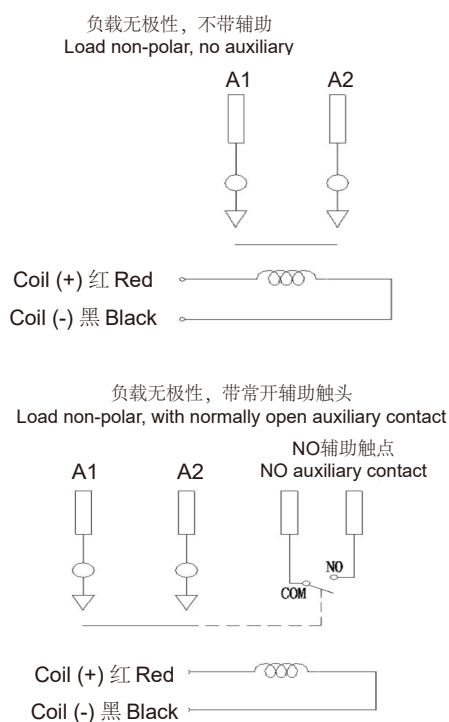 负载无极性，不带辅助
Load non-polar, no auxiliary
A1 A2
Coil (+) 红 Red
Coil (-) 黑 Black
负载无极性，带常开辅助触头
Load non-polar, with normally open auxiliary contact
NO辅助触点
A1 A2 NO auxiliary contact
NO
COM
Coil (+) 红 Red
Coil (-) 黑 Black